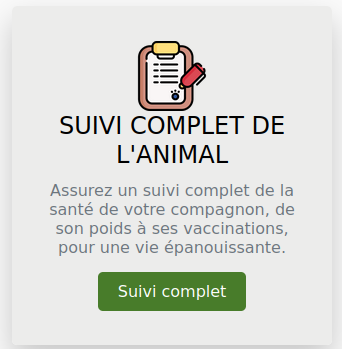 SUIVI COMPLET DE
L'ANIMAL
Assurez un suivi complet de la
santé de votre compagnon, de
son poids à ses vaccinations,
pour une vie épanouissante.
Suivi complet